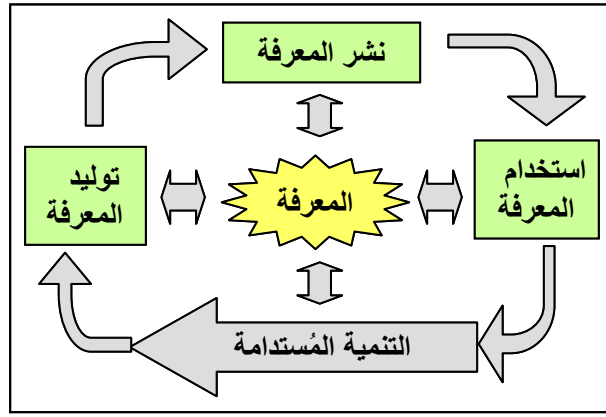 نشر المعرفة
استخدام
المعرفة
المعرفة
توليد
المعرفة
التنمية المُستدامة